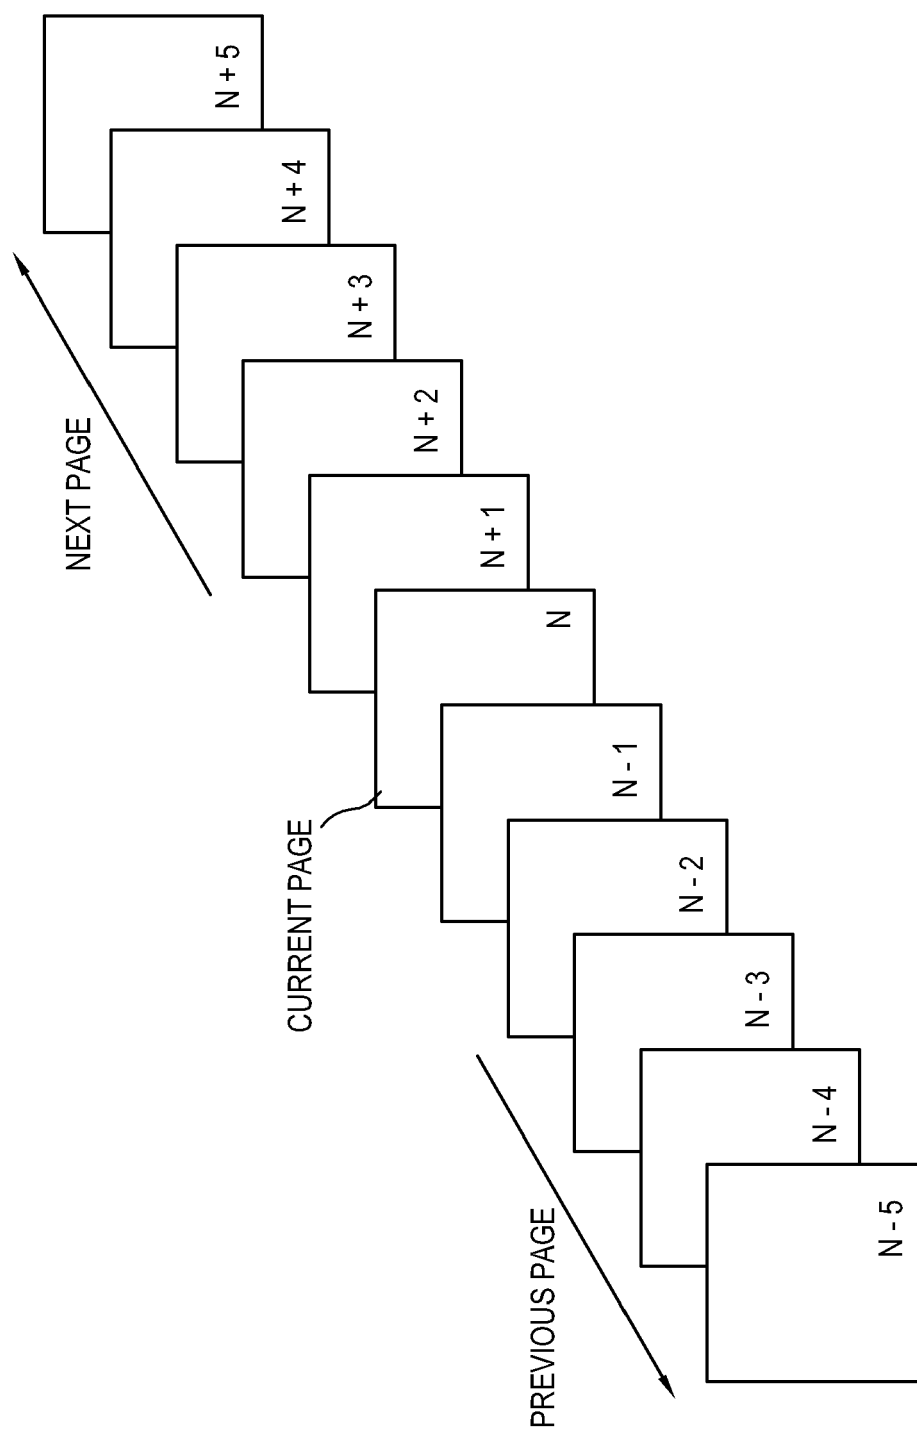 PREVIOUS PAGE
CURRENT PAGE
NEXT PAGE
N - 5
N - 4
N - 3
N - 2
N - 1
N
N + 1
N + 2
N + 3
N + 4
N + 5